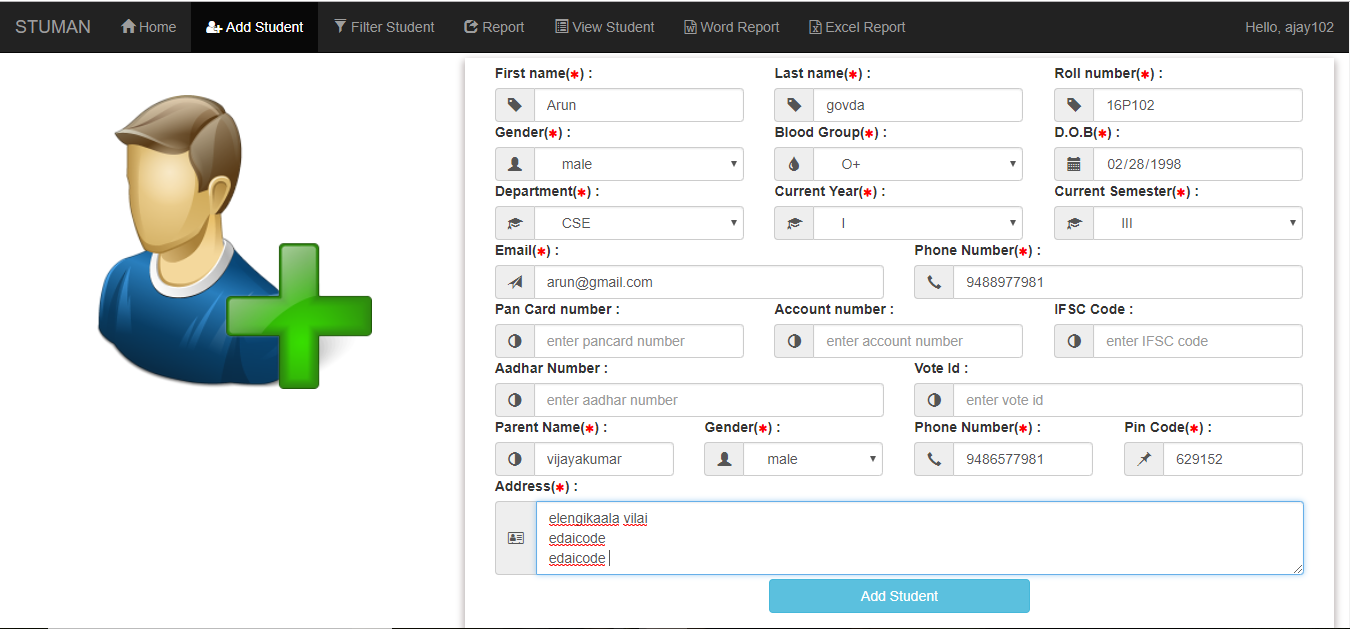 STUMAN Home Add Student Filter Student Report View Student Word Report Excel Report Hello, ajay102
First name(*) : Last name(*) : Roll number(*) :
Arun govda 16P102
Gender(*) : Blood Group(*) : D.O.B(*) :
male O+ 02/28/1998
Department(*) : Current Year(*) : Current Semester(*) :
CSE I III
Email(*) : Phone Number(*) :
arun@gmail.com 9488977981
Pan Card number : Account number : IFSC Code :
enter pancard number enter account number enter IFSC code
Aadhar Number : Vote Id :
enter aadhar number enter vote id
Parent Name(*) : Gender(*) : Phone Number(*) : Pin Code(*) :
vijayakumar male 9486577981 629152
Address(*) :
elengikaala vilai
edaicode
edaicode
Add Student